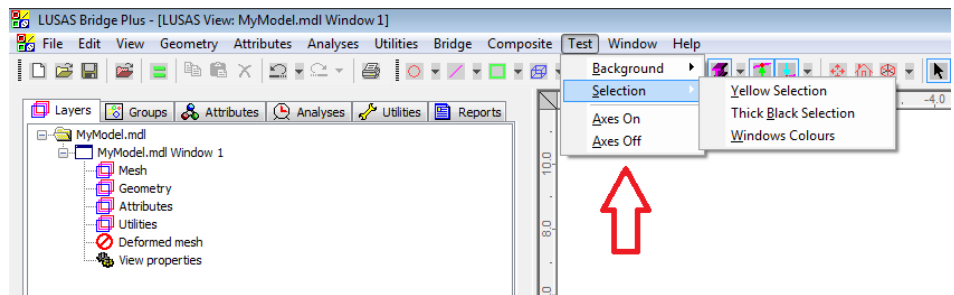 LUSAS Bridge Plus - [LUSAS View: MyModel.mdl Window 1]
File Edit View Geometry Attributes Analyses Utilities Bridge Composite Test Window Help
Background
Selection
Axes On
Axes Off
Yellow Selection
Thick Black Selection
Windows Colours
-4.0
Layers Groups Attributes Analyses Utilities Reports
MyModel.mdl
MyModel.mdl Window 1
Mesh
Geometry
Attributes
Utilities
Deformed mesh
View properties
10.0
8.0